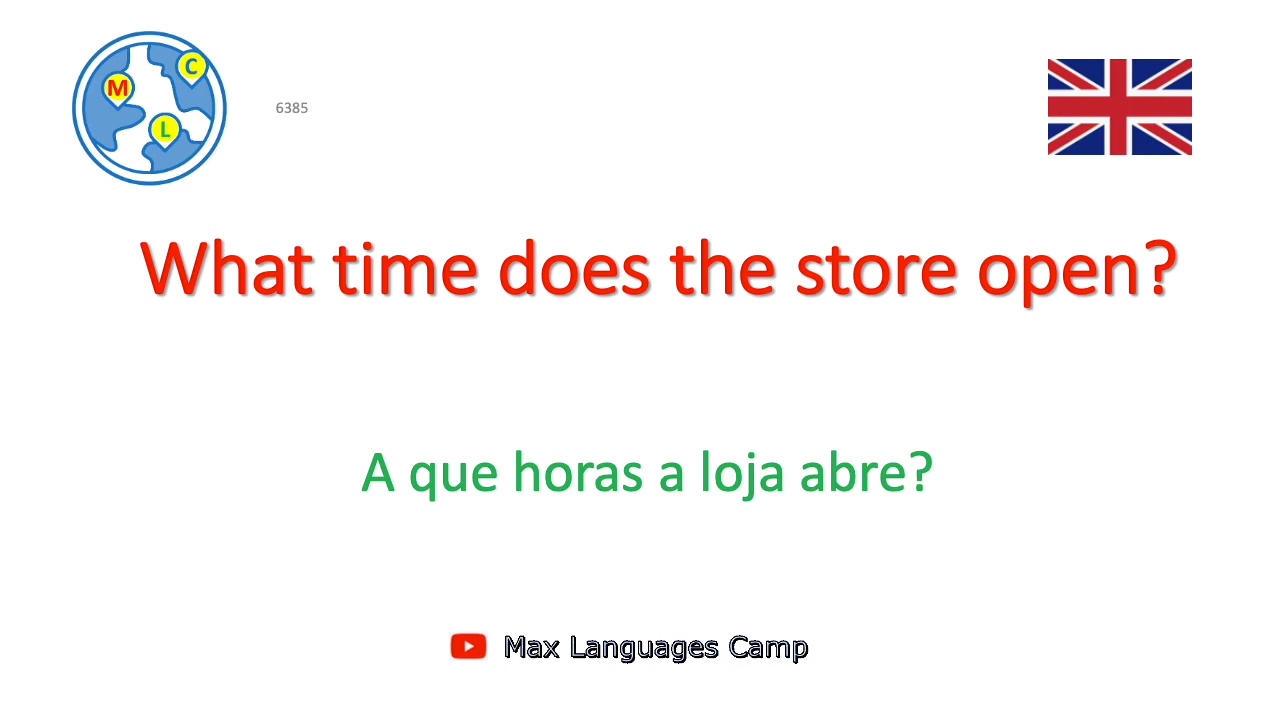 M
C
L
6385
What time does the store open?
A que horas a loja abre?
Max Languages Camp